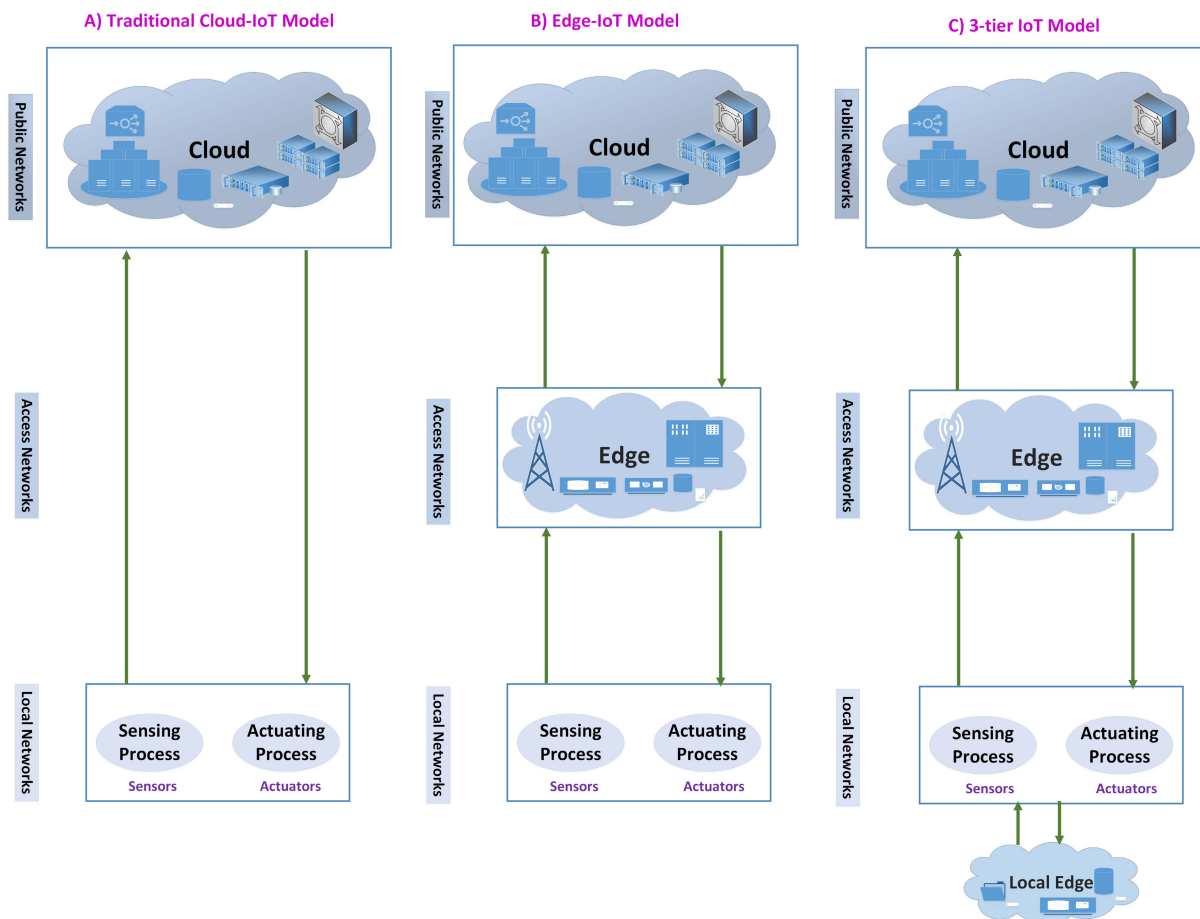 A) Traditional Cloud-IoT Model
Public Networks
Cloud
Access Networks
Local Networks
Sensing
Process
Actuating
Process
Sensors
Actuators
B) Edge-IoT Model
Public Networks
Cloud
Access Networks
Edge
Local Networks
Sensing
Process
Actuating
Process
Sensors
Actuators
C) 3-tier IoT Model
Public Networks
Cloud
Access Networks
Edge
Local Networks
Sensing
Process
Actuating
Process
Sensors
Actuators
Local Edge